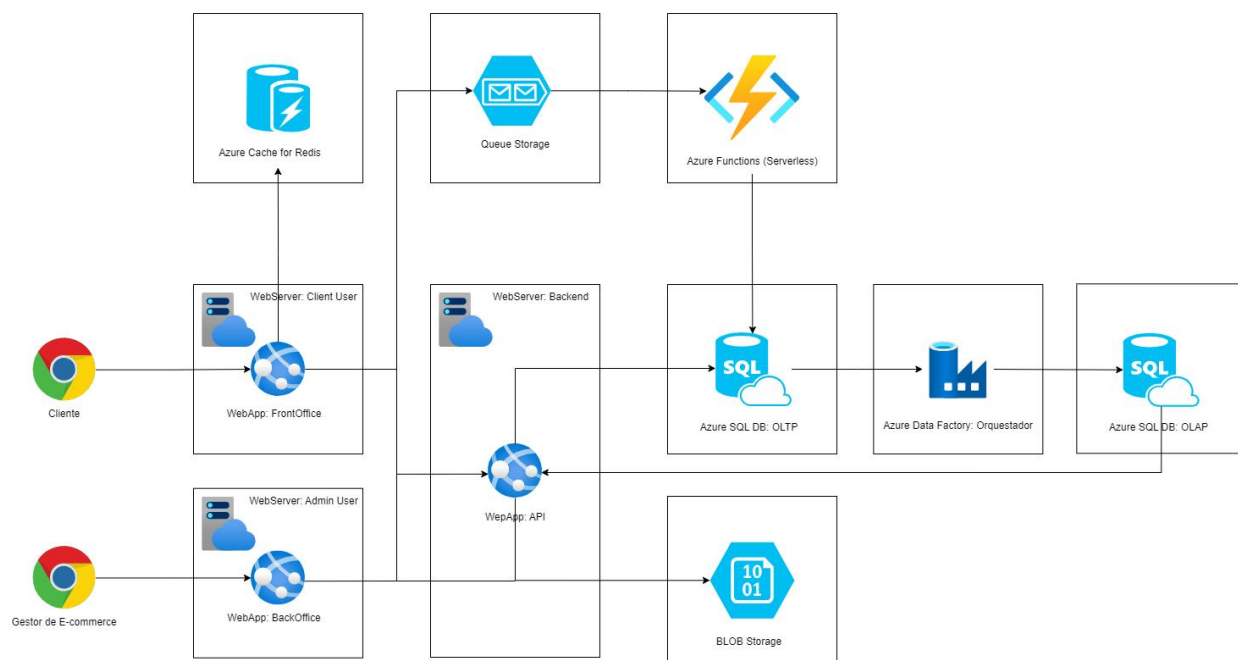 Azure Cache for Redis
Queue Storage
Azure Functions (Serverless)
WebServer: Client User
WebServer: Backend
SQL
SQL
Cliente
WebApp: FrontOffice
Azure SQL DB: OLTP
Azure Data Factory: Orquestador
Azure SQL DB: OLAP
WebServer: Admin User
WepApp: API
10
01
Gestor de E-commerce
WebApp: BackOffice
BLOB Storage